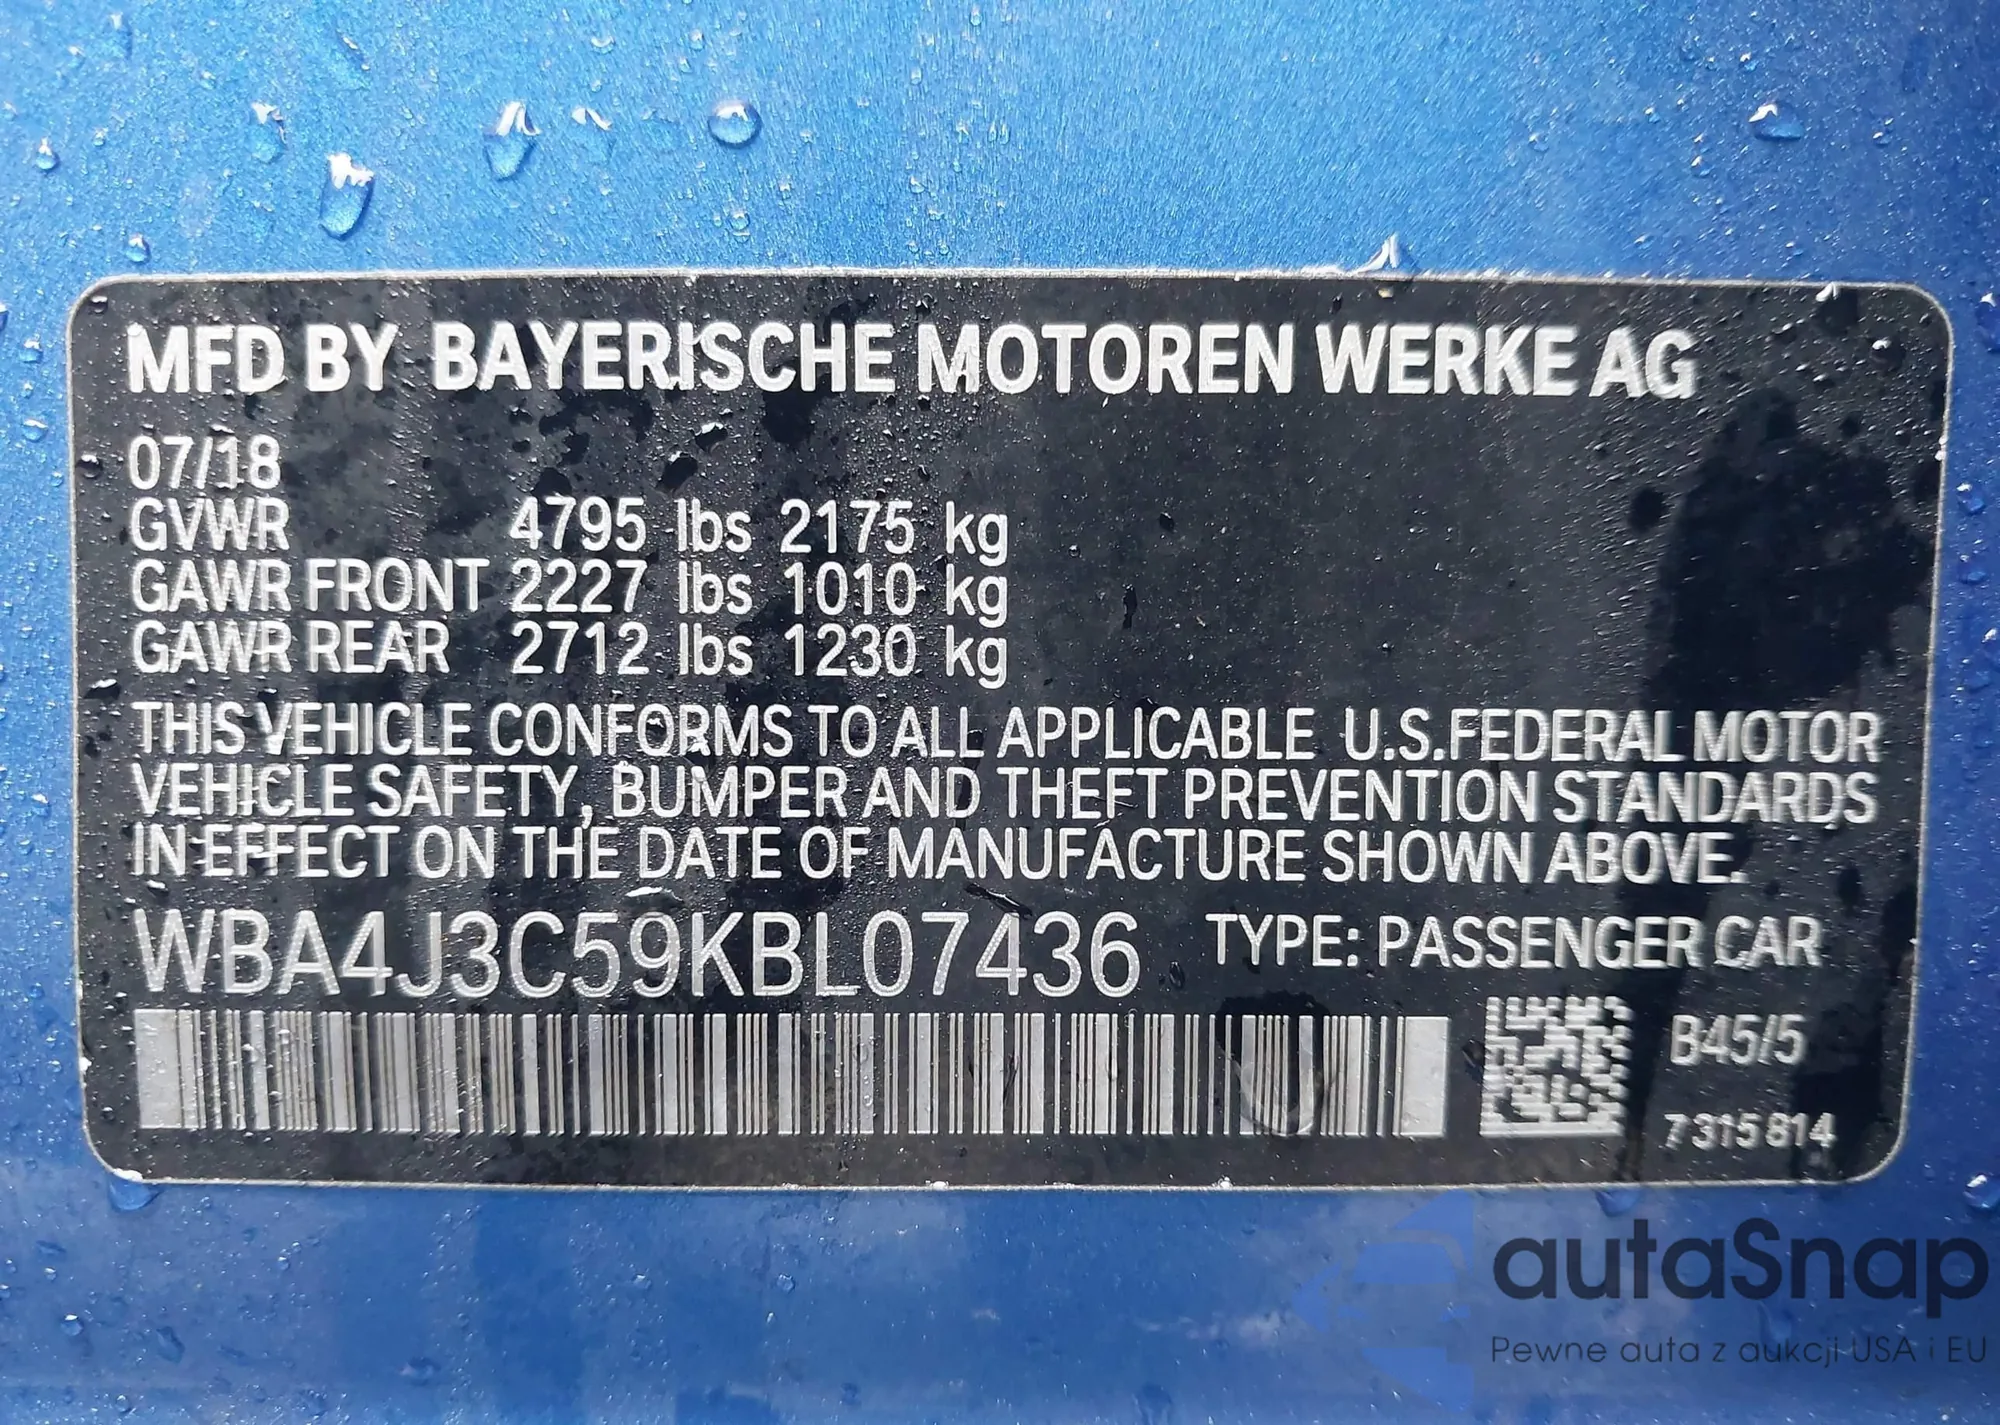 MFD BY BAYERISCHE MOTOREN WERKE AG
07/18
GVWR 4795 lbs 2175 kg
GAWR FRONT 2227 lbs 1010 kg
GAWR REAR 2712 lbs 1230 kg
THIS VEHICLE CONFORMS TO ALL APPLICABLE U.S.FEDERAL MOTOR
VEHICLE SAFETY, BUMPER AND THEFT PREVENTION STANDARDS
IN EFFECT ON THE DATE OF MANUFACTURE SHOWN ABOVE.
WBA4J3C59KBL07436 TYPE: PASSENGER CAR
B45/5
7315814
autaSnap
Pewne auta z aukcji USA i EU